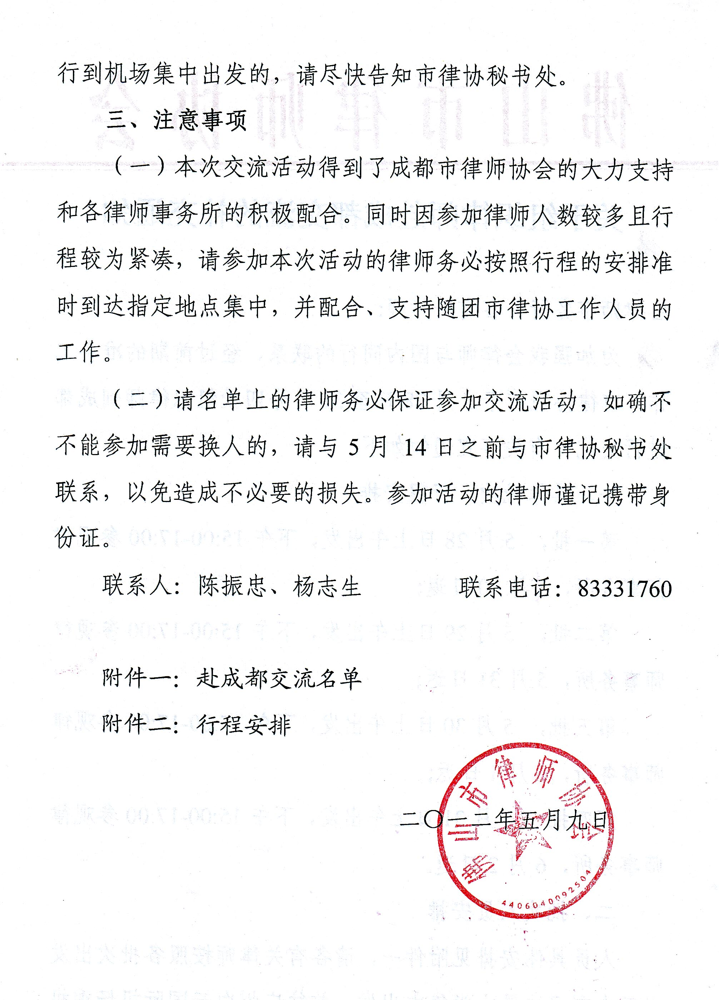 行到机场集中出发的，请尽快告知市律协秘书处。
三、注意事项
（一）本次交流活动得到了成都市律师协会的大力支持
和各律师事务所的积极配合。同时因参加律师人数较多且行
程较为紧凑，请参加本次活动的律师务必按照行程的安排准
时到达指定地点集中，并配合、支持随团市律协工作人员的
工作。
（二）请名单上的律师务必保证参加交流活动，如确不
不能参加需要换人的，请与 5 月 14 日之前与市律协秘书处
联系，以免造成不必要的损失。参加活动的律师谨记携带身
份证。
联系人：陈振忠、杨志生 联系电话：83331760
附件一：赴成都交流名单
附件二：行程安排
佛山市律师协会
二〇一二年五月九日
4406040092504